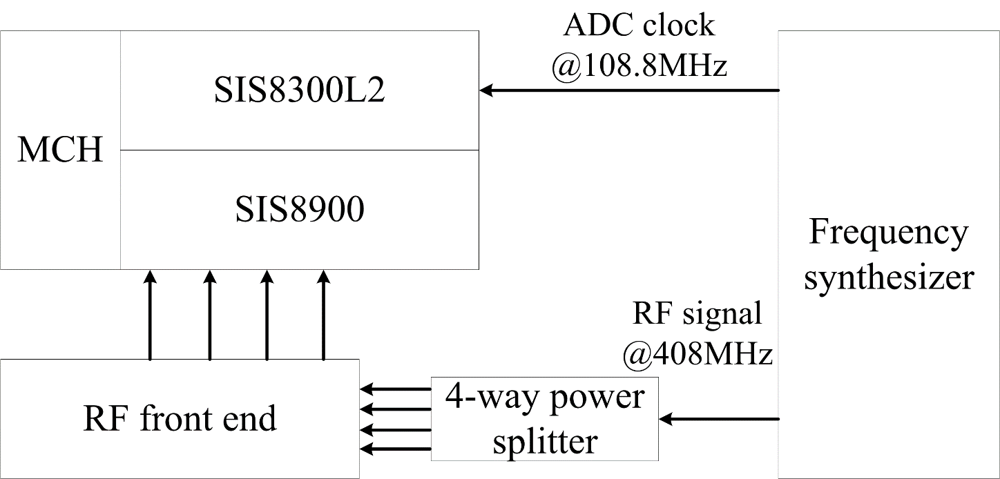 ADC clock
@108.8MHz
SIS8300L2
MCH
SIS8900
Frequency
synthesizer
RF signal
@408MHz
4-way power
splitter
RF front end